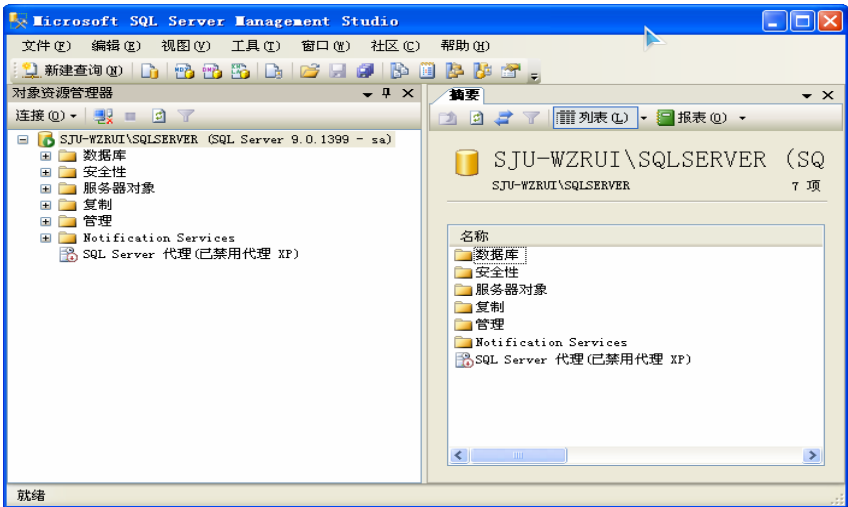 Microsoft SQL Server Management Studio
文件(F) 编辑(E) 视图(V) 工具(T) 窗口(W) 社区(C) 帮助(H)
新建查询(N)
对象资源管理器
连接(O)
SJU-WZRUI\SQLSERVER (SQL Server 9.0.1399 - sa)
数据库
安全性
服务器对象
复制
管理
Notification Services
SQL Server 代理(已禁用代理 XP)
摘要
列表(L) 报表(O)
SJU-WZRUI\SQLSERVER (SQ
SJU-WZRUI\SQLSERVER 7 项
名称
数据库
安全性
服务器对象
复制
管理
Notification Services
SQL Server 代理(已禁用代理 XP)
就绪